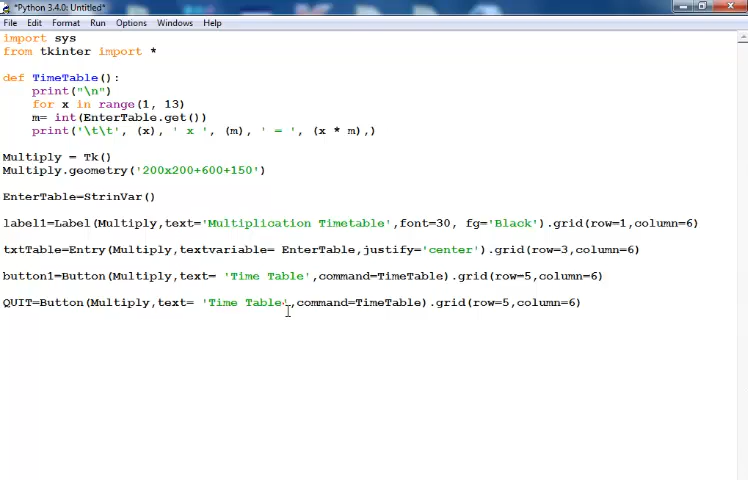 *Python 3.4.0: Untitled*
File Edit Format Run Options Windows Help
import sys
from tkinter import *
def TimeTable():
    print("\n")
    for x in range(1, 13)
    m= int(EnterTable.get())
    print('\t\t', (x), ' x ', (m), ' = ', (x * m),)
Multiply = Tk()
Multiply.geometry('200x200+600+150')
EnterTable=StrinVar()
label1=Label(Multiply,text='Multiplication Timetable',font=30, fg='Black').grid(row=1,column=6)
txtTable=Entry(Multiply,textvariable= EnterTable,justify='center').grid(row=3,column=6)
button1=Button(Multiply,text= 'Time Table',command=TimeTable).grid(row=5,column=6)
QUIT=Button(Multiply,text= 'Time Table',command=TimeTable).grid(row=5,column=6)